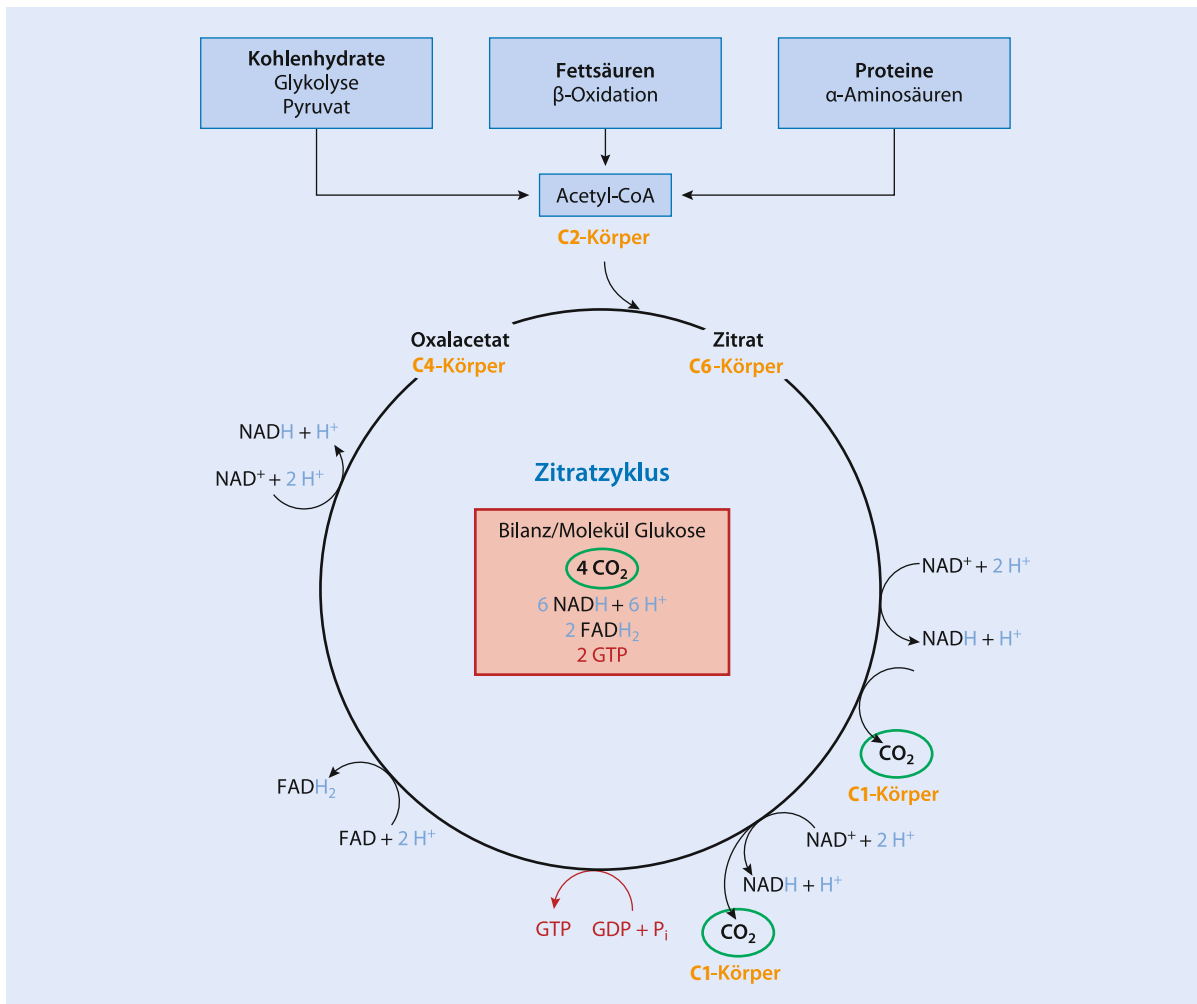 Kohlenhydrate
Glykolyse
Pyruvat
Fettsäuren
β-Oxidation
Proteine
α-Aminosäuren
Acetyl-CoA
C2-Körper
Oxalacetat
C4-Körper
Zitrat
C6-Körper
NADH + H⁺
NAD⁺ + 2 H⁺
Zitratzyklus
Bilanz/Molekül Glukose
4 CO₂
6 NADH + 6 H⁺
2 FADH₂
2 GTP
NAD⁺ + 2 H⁺
NADH + H⁺
CO₂
C1-Körper
FADH₂
FAD + 2 H⁺
NAD⁺ + 2 H⁺
NADH + H⁺
GTP
GDP + Pᵢ
CO₂
C1-Körper